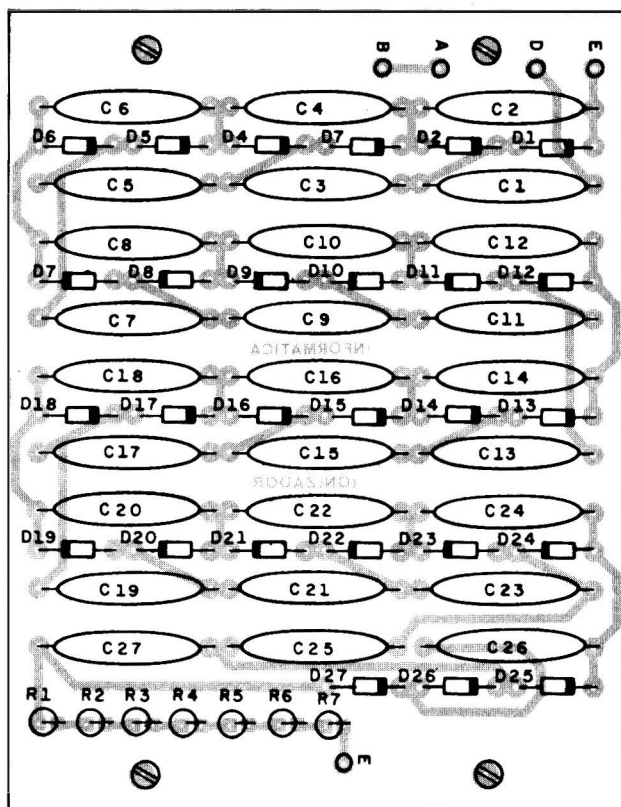 B A D E
C6 C4 C2
D6 D5 D4 D7 D2 D1
C5 C3 C1
C8 C10 C12
D7 D8 D9 D10 D11 D12
C7 C9 C11
INFORMATICA
C18 C16 C14
D18 D17 D16 D15 D14 D13
C17 C15 C13
IONIZADOR
C20 C22 C24
D19 D20 D21 D22 D23 D24
C19 C21 C23
C27 C25 C26
D27 D26 D25
R1 R2 R3 R4 R5 R6 R7
E